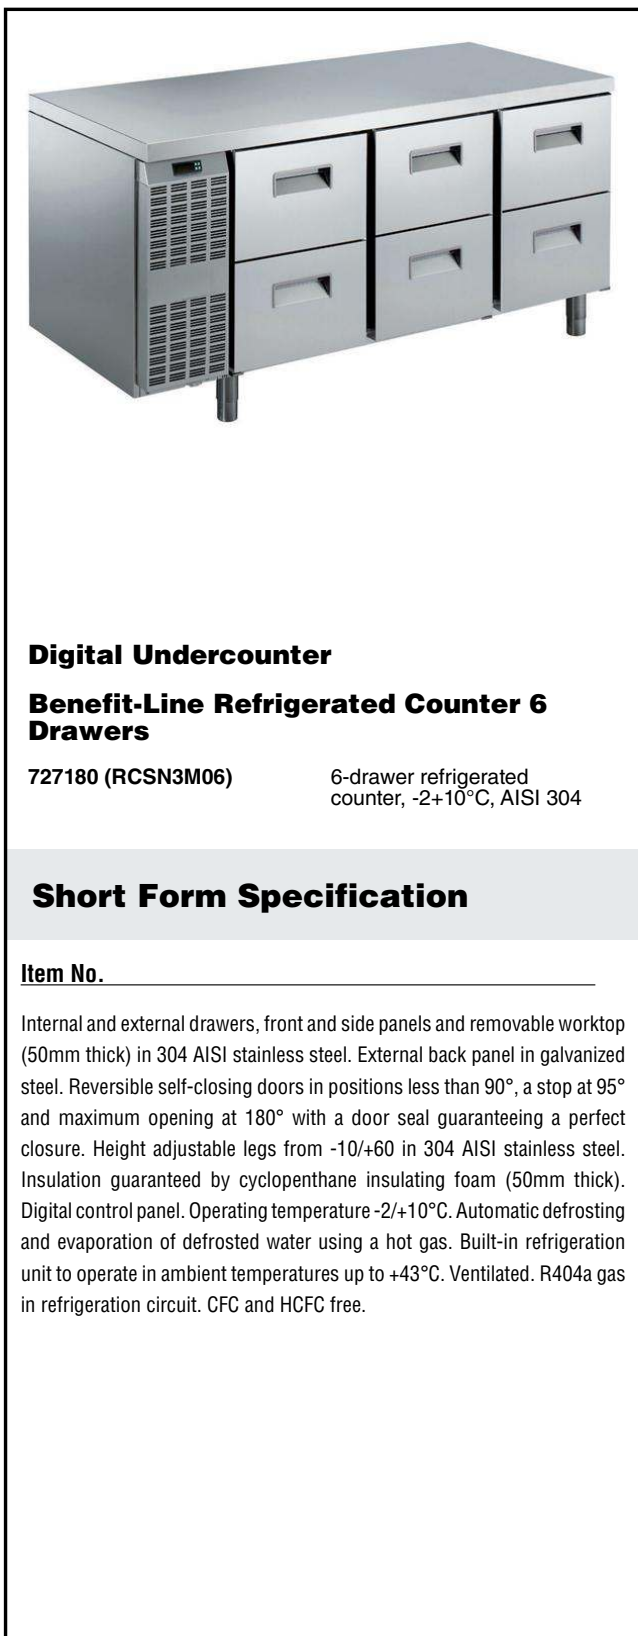 Digital Undercounter
Benefit-Line Refrigerated Counter 6
Drawers
727180 (RCSN3M06)
6-drawer refrigerated
counter, -2+10°C, AISI 304
Short Form Specification
Item No.
Internal and external drawers, front and side panels and removable worktop
(50mm thick) in 304 AISI stainless steel. External back panel in galvanized
steel. Reversible self-closing doors in positions less than 90°, a stop at 95°
and maximum opening at 180° with a door seal guaranteeing a perfect
closure. Height adjustable legs from -10/+60 in 304 AISI stainless steel.
Insulation guaranteed by cyclopenthane insulating foam (50mm thick).
Digital control panel. Operating temperature -2/+10°C. Automatic defrosting
and evaporation of defrosted water using a hot gas. Built-in refrigeration
unit to operate in ambient temperatures up to +43°C. Ventilated. R404a gas
in refrigeration circuit. CFC and HCFC free.